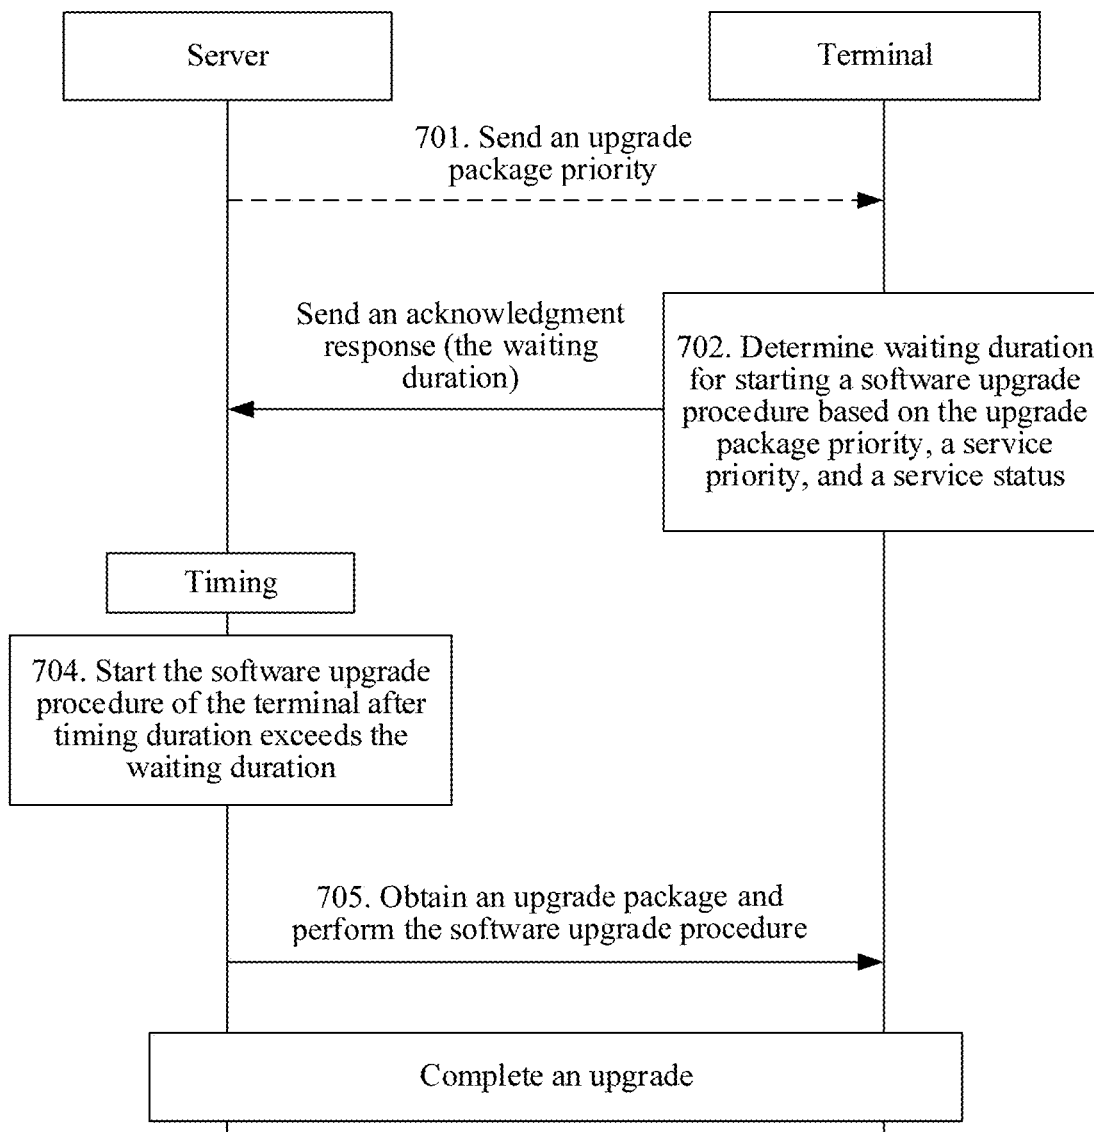 Server
Terminal
701. Send an upgrade
package priority
Send an acknowledgment
response (the waiting
duration)
702. Determine waiting duration
for starting a software upgrade
procedure based on the upgrade
package priority, a service
priority, and a service status
Timing
704. Start the software upgrade
procedure of the terminal after
timing duration exceeds the
waiting duration
705. Obtain an upgrade package and
perform the software upgrade procedure
Complete an upgrade